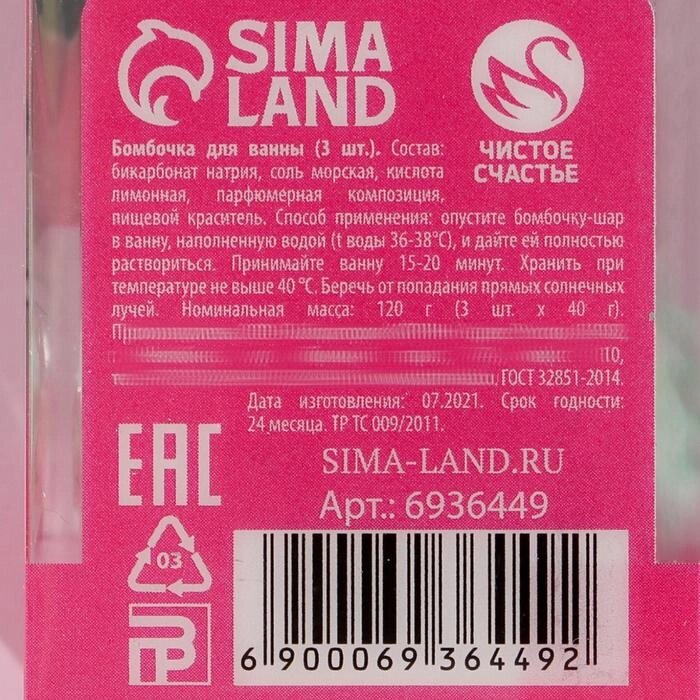 SIMA
LAND
ЧИСТОЕ
СЧАСТЬЕ
Бомбочка для ванны (3 шт.). Состав:
бикарбонат натрия, соль морская, кислота
лимонная, парфюмерная композиция,
пищевой краситель. Способ применения: опустите бомбочку-шар
в ванну, наполненную водой (t воды 36-38°C), и дайте ей полностью
раствориться. Принимайте ванну 15-20 минут. Хранить при
температуре не выше 40 °C. Беречь от попадания прямых солнечных
лучей. Номинальная масса: 120 г (3 шт. х 40 г).
10,
ГОСТ 32851-2014.
Дата изготовления: 07.2021. Срок годности:
24 месяца. ТР ТС 009/2011.
EAC
SIMA-LAND.RU
Арт.: 6936449
03
6 900069 364492